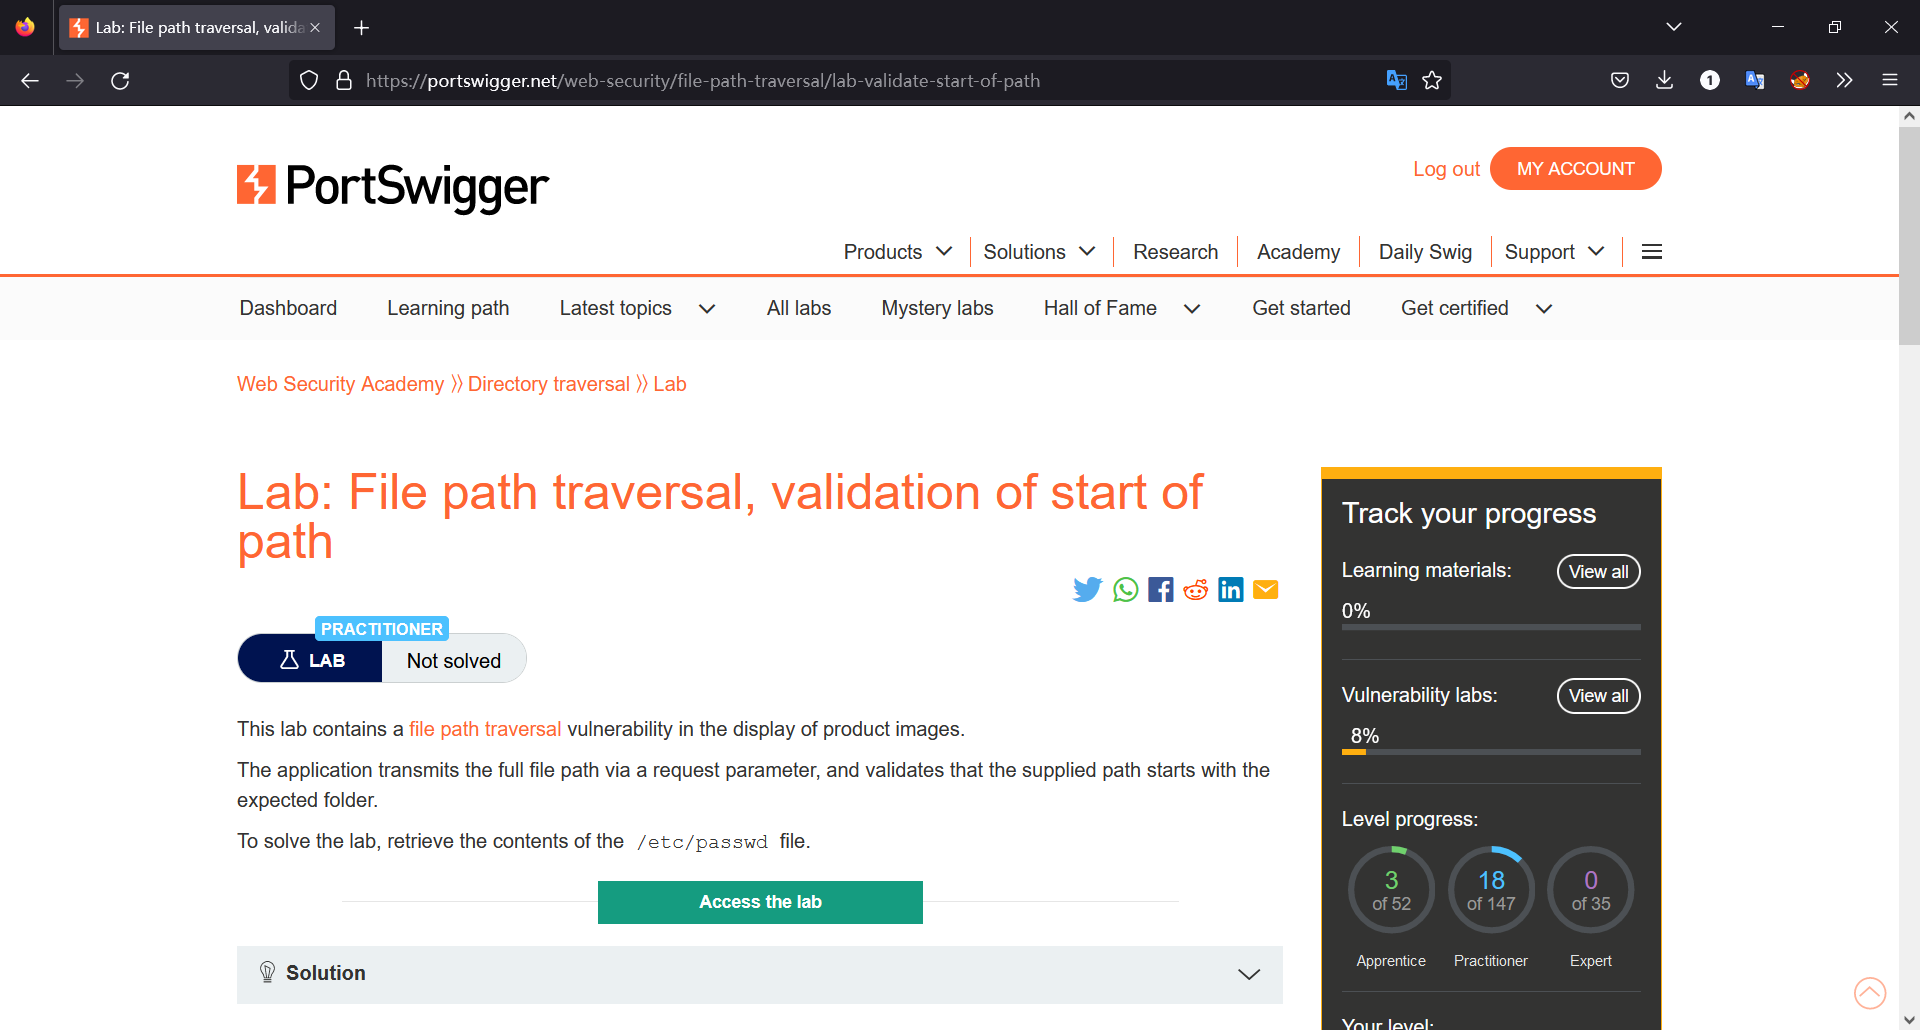 Lab: File path traversal, valida
https://portswigger.net/web-security/file-path-traversal/lab-validate-start-of-path
1
PortSwigger
Log out
MY ACCOUNT
Products
Solutions
Research
Academy
Daily Swig
Support
Dashboard
Learning path
Latest topics
All labs
Mystery labs
Hall of Fame
Get started
Get certified
Web Security Academy
Directory traversal
Lab
Lab: File path traversal, validation of start of
path
PRACTITIONER
LAB
Not solved
This lab contains a file path traversal vulnerability in the display of product images.
The application transmits the full file path via a request parameter, and validates that the supplied path starts with the
expected folder.
To solve the lab, retrieve the contents of the /etc/passwd file.
Access the lab
Solution
Track your progress
Learning materials:
View all
0%
Vulnerability labs:
View all
8%
Level progress:
3
of 52
18
of 147
0
of 35
Apprentice
Practitioner
Expert
Your level: